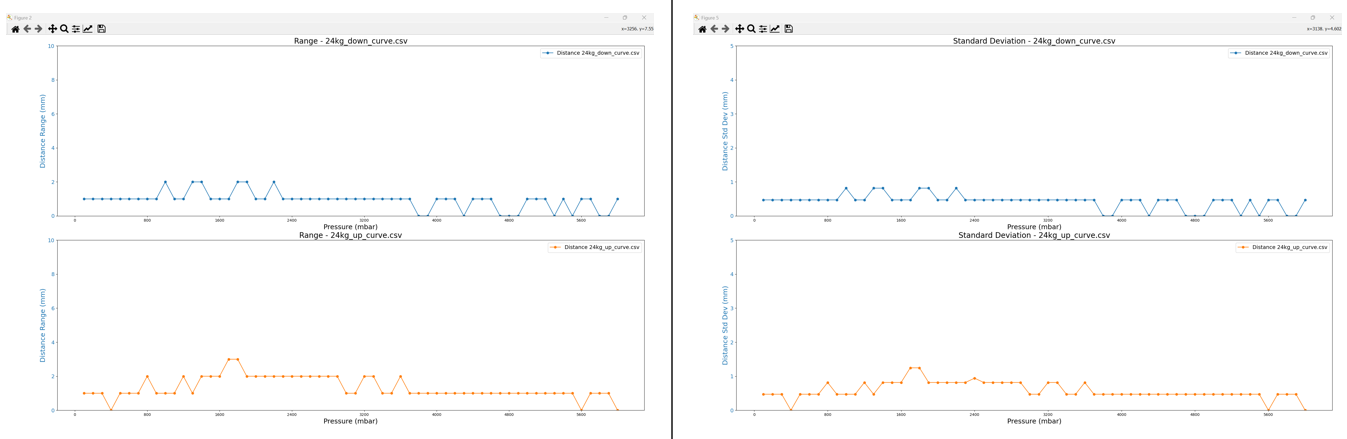 Figure 2
x=3256, y=7.55
Range - 24kg_down_curve.csv
Distance 24kg_down_curve.csv
10
8
6
4
2
0
Distance Range (mm)
0 800 1600 2400 3200 4000 4800 5600
Pressure (mbar)
Range - 24kg_up_curve.csv
Distance 24kg_up_curve.csv
10
8
6
4
2
0
Distance Range (mm)
0 800 1600 2400 3200 4000 4800 5600
Pressure (mbar)
x=3138, y=4.602
Standard Deviation - 24kg_down_curve.csv
Distance 24kg_down_curve.csv
5
4
3
2
1
0
Distance Std Dev (mm)
0 800 1600 2400 3200 4000 4800 5600
Pressure (mbar)
Standard Deviation - 24kg_up_curve.csv
Distance 24kg_up_curve.csv
5
4
3
2
1
0
Distance Std Dev (mm)
0 800 1600 2400 3200 4000 4800 5600
Pressure (mbar)